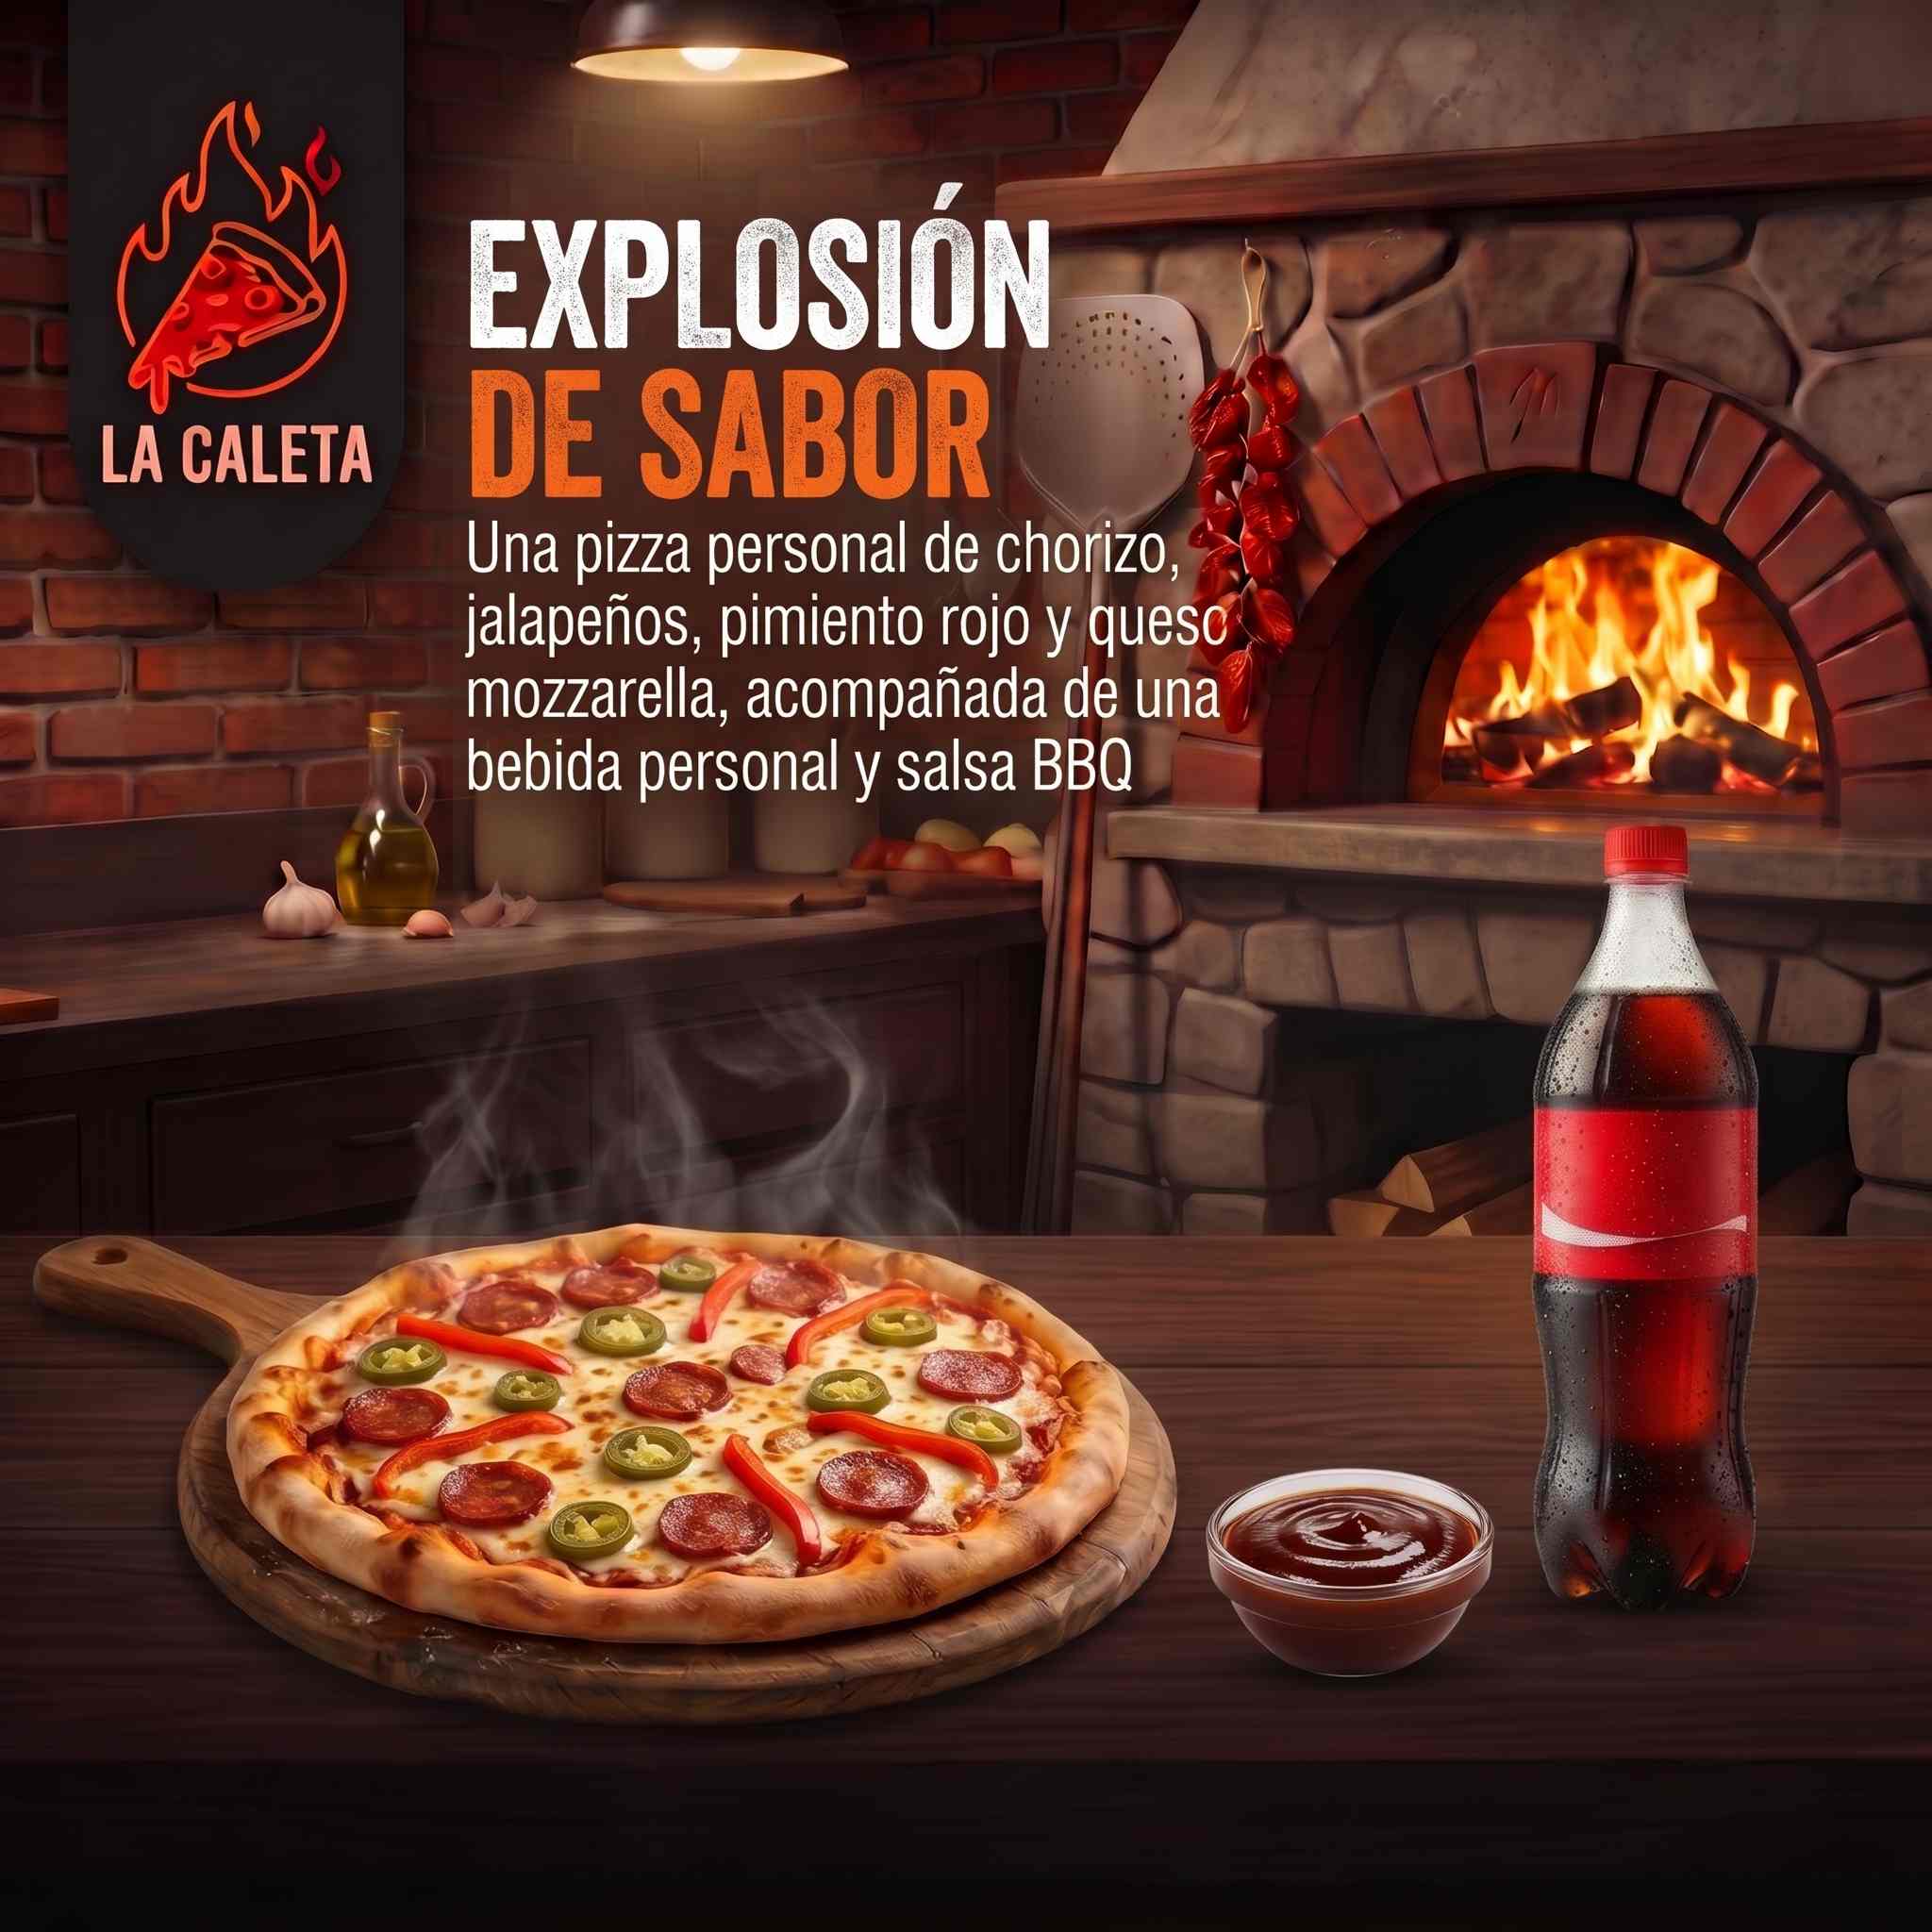 LA CALETA
EXPLOSIÓN
DE SABOR
Una pizza personal de chorizo,
jalapeños, pimiento rojo y queso
mozzarella, acompañada de una
bebida personal y salsa BBQ